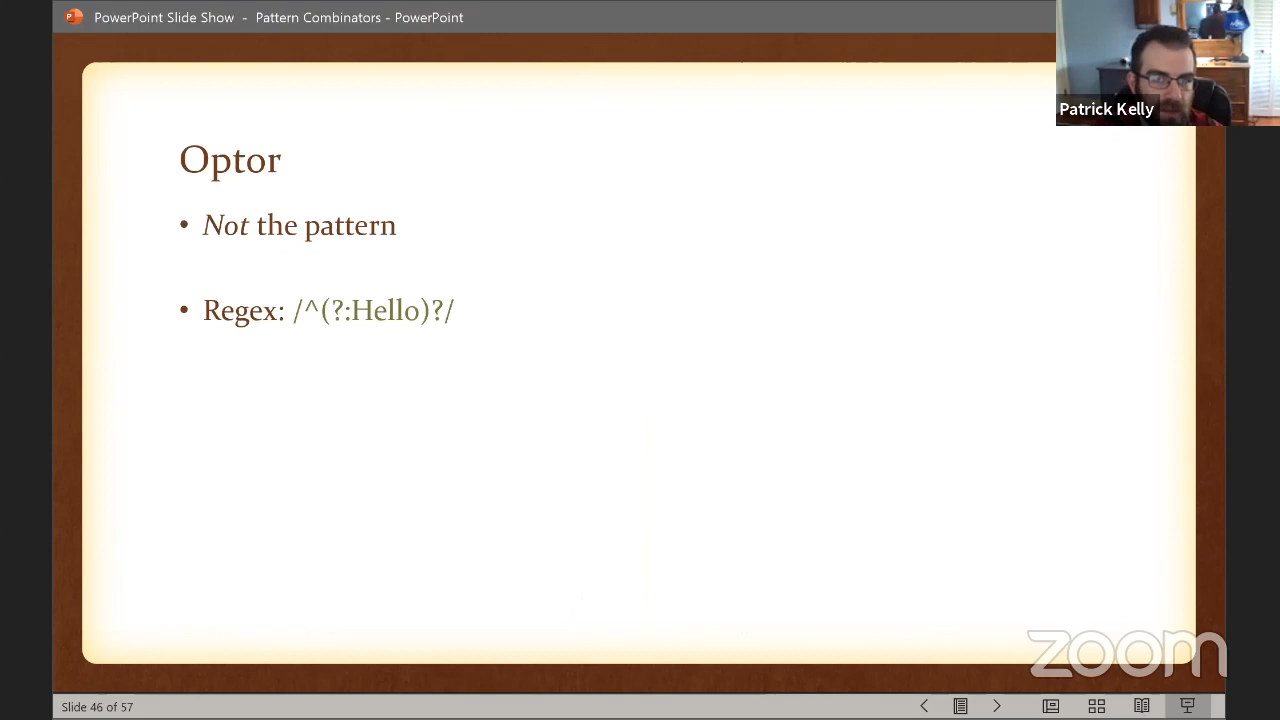 PowerPoint Slide Show - Pattern Combinators - PowerPoint
Patrick Kelly
Optor
• Not the pattern
• Regex: /^(?:Hello)?/
zoom
Slide 46 of 57